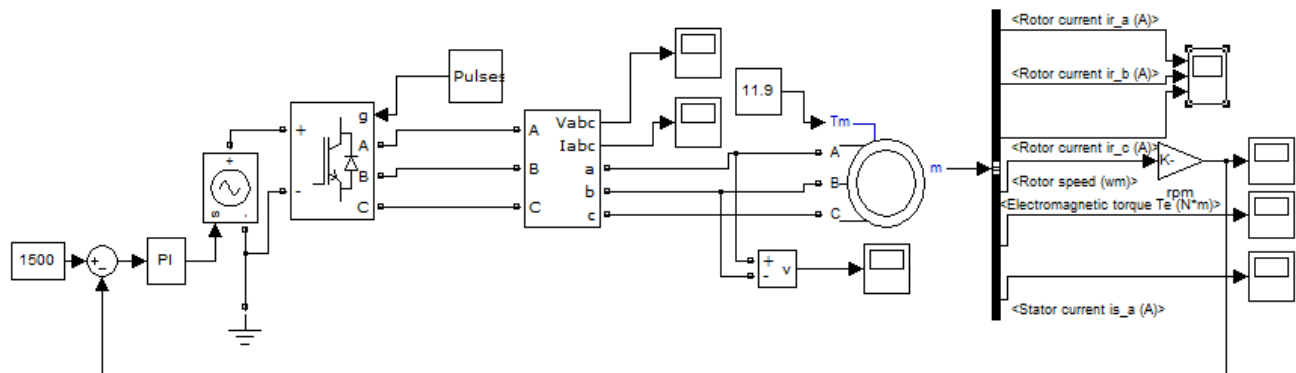 <Rotor current ir_a (A)>
Pulses
<Rotor current ir_b (A)>
11.9
g
+
A
B
C
-
A
B
C
Vabc
Iabc
a
b
c
Tm
A
B
C
m
<Rotor current ir_c (A)>
K-
rpm
<Rotor speed (wm)>
<Electromagnetic torque Te (N*m)>
+
s
-
1500
+
-
PI
+
-
v
<Stator current is_a (A)>